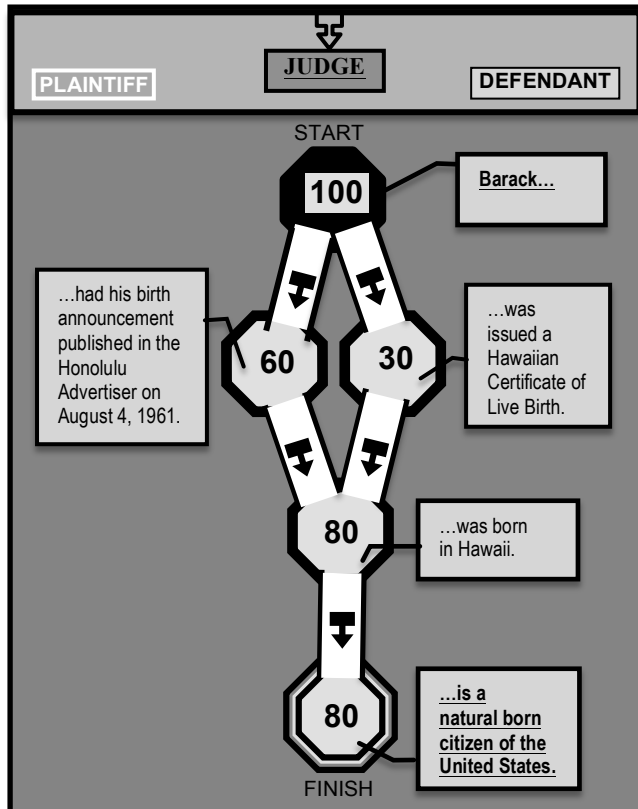 JUDGE
PLAINTIFF
DEFENDANT
START
100
Barack…
…had his birth
announcement
published in the
Honolulu
Advertiser on
August 4, 1961.
60
30
…was
issued a
Hawaiian
Certificate of
Live Birth.
80
…was born
in Hawaii.
80
…is a
natural born
citizen of the
United States.
FINISH